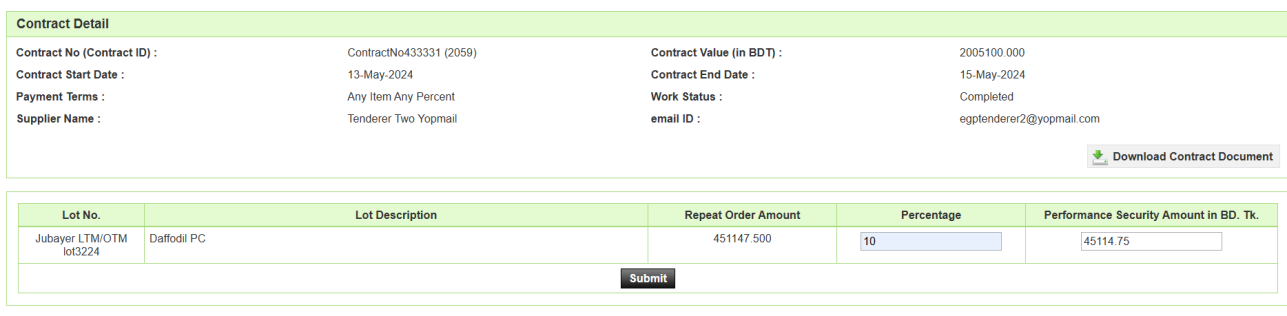 Contract Detail
Contract No (Contract ID) : ContractNo433331 (2059) Contract Value (in BDT) : 2005100.000
Contract Start Date : 13-May-2024 Contract End Date : 15-May-2024
Payment Terms : Any Item Any Percent Work Status : Completed
Supplier Name : Tenderer Two Yopmail email ID : egptenderer2@yopmail.com
Download Contract Document
Lot No. Lot Description Repeat Order Amount Percentage Performance Security Amount in BD. Tk.
Jubayer LTM/OTM Daffodil PC 451147.500 10 45114.75
lot3224
Submit